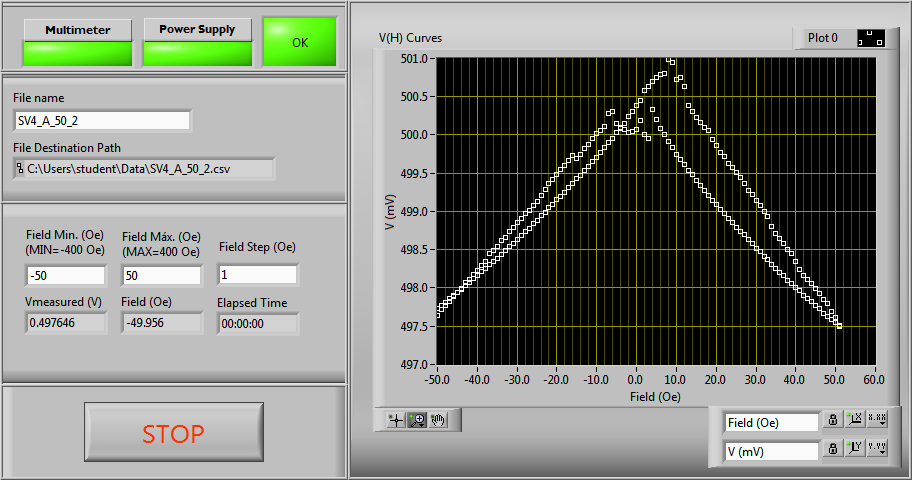 Multimeter
Power Supply
OK
File name
SV4_A_50_2
File Destination Path
C:\Users\student\Data\SV4_A_50_2.csv
Field Min. (Oe)
(MIN=-400 Oe)
Field Máx. (Oe)
(MAX=400 Oe)
Field Step (Oe)
-50
50
1
Vmeasured (V)
Field (Oe)
Elapsed Time
0.497646
-49.956
00:00:00
STOP
V(H) Curves
Plot 0
V (mV)
501.0
500.5
500.0
499.5
499.0
498.5
498.0
497.5
497.0
-50.0 -40.0 -30.0 -20.0 -10.0 0.0 10.0 20.0 30.0 40.0 50.0 60.0
Field (Oe)
Field (Oe)
X
X.XX
V (mV)
Y
Y.YY